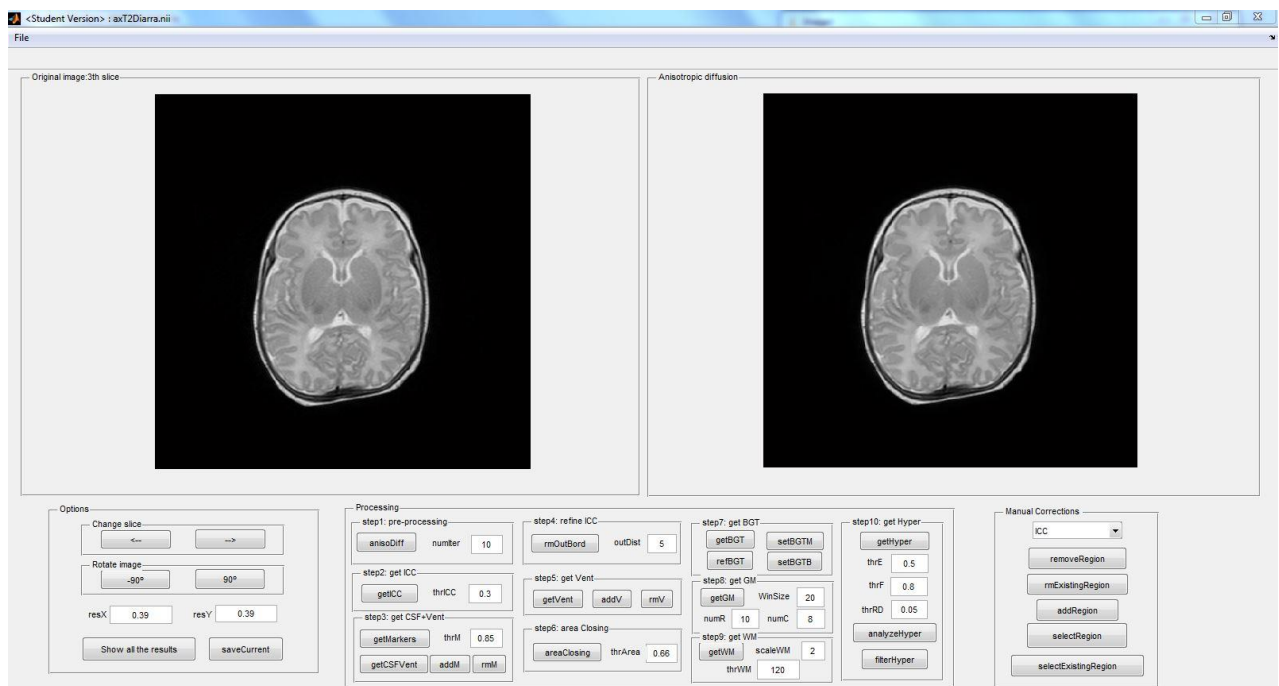 <Student Version> : axT2Diarra.nii
File
Original image:3th slice
Anisotropic diffusion
Options
Change slice
<--
-->
Rotate image
-90º
90º
resX 0.39 resY 0.39
Show all the results
saveCurrent
Processing
step1: pre-processing
anisoDiff numIter 10
step2: get ICC
getICC thrICC 0.3
step3: get CSF+Vent
getMarkers thrM 0.85
getCSFVent addM rmM
step4: refine ICC
rmOutBord outDist 5
step5: get Vent
getVent addV rmV
step6: area Closing
areaClosing thrArea 0.66
step7: get BGT
getBGT setBGTM
refBGT setBGTB
step8: get GM
getGM WinSize 20
numR 10 numC 8
step9: get WM
getWM scaleWM 2
thrWM 120
step10: get Hyper
getHyper
thrE 0.5
thrF 0.8
thrRD 0.05
analyzeHyper
filterHyper
Manual Corrections
ICC
removeRegion
rmExistingRegion
addRegion
selectRegion
selectExistingRegion